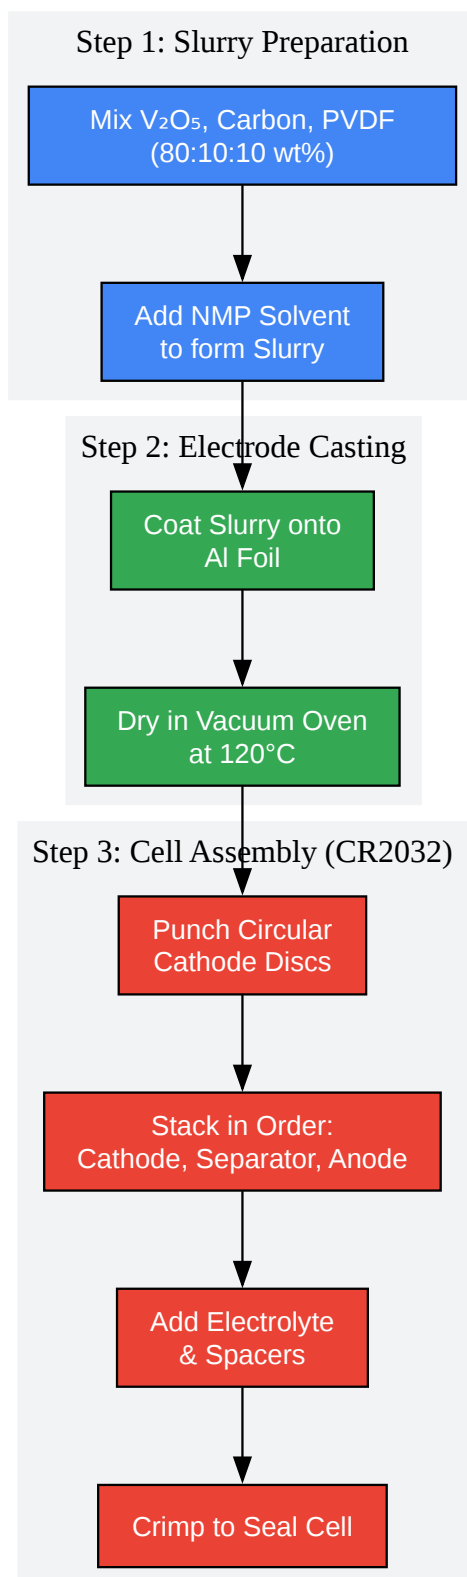 Step 1: Slurry Preparation
Mix V₂O₅, Carbon, PVDF
(80:10:10 wt%)
Add NMP Solvent
to form Slurry
Step 2: Electrode Casting
Coat Slurry onto
Al Foil
Dry in Vacuum Oven
at 120°C
Step 3: Cell Assembly (CR2032)
Punch Circular
Cathode Discs
Stack in Order:
Cathode, Separator, Anode
Add Electrolyte
& Spacers
Crimp to Seal Cell